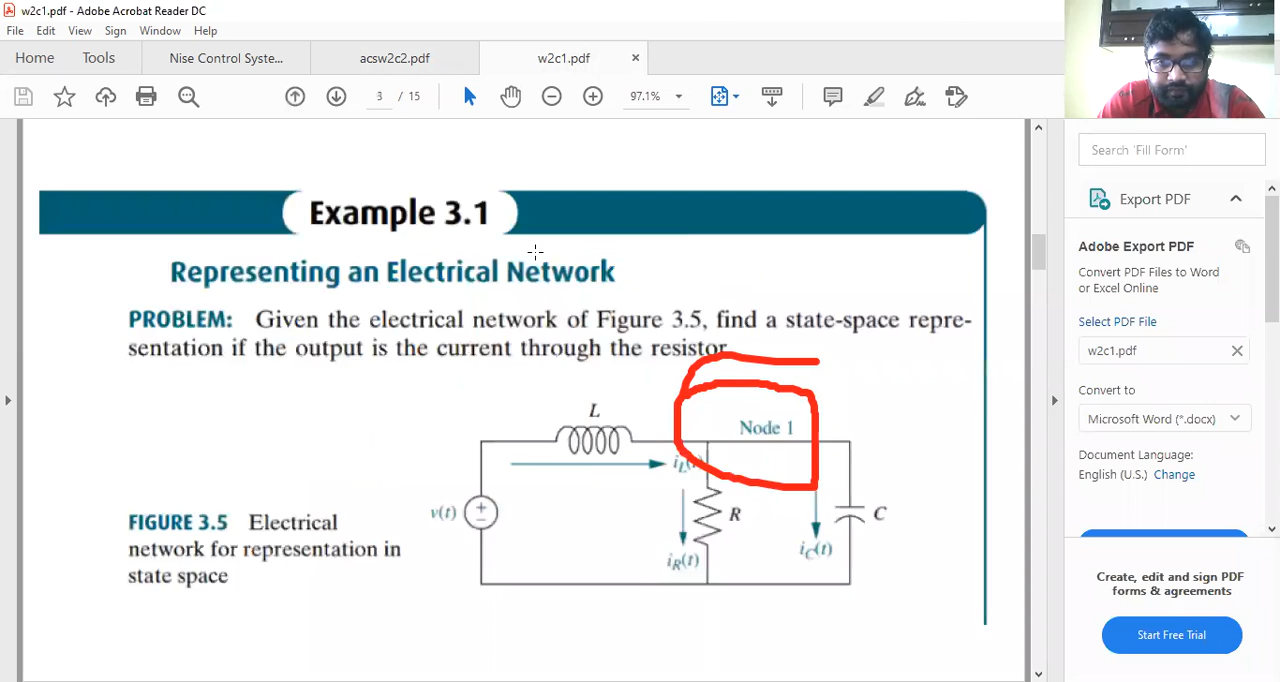 w2c1.pdf - Adobe Acrobat Reader DC
File Edit View Sign Window Help
Home Tools Nise Control Syste... acsw2c2.pdf w2c1.pdf ×
3 / 15 97.1%
Search 'Fill Form'
Export PDF
Adobe Export PDF
Convert PDF Files to Word
or Excel Online
Select PDF File
w2c1.pdf
Convert to
Microsoft Word (*.docx)
Document Language:
English (U.S.) Change
Create, edit and sign PDF
forms & agreements
Start Free Trial
Example 3.1
Representing an Electrical Network
PROBLEM: Given the electrical network of Figure 3.5, find a state-space repre-
sentation if the output is the current through the resistor.
L
Node 1
iL(t)
v(t) + −
R
C
iR(t)
iC(t)
FIGURE 3.5 Electrical
network for representation in
state space